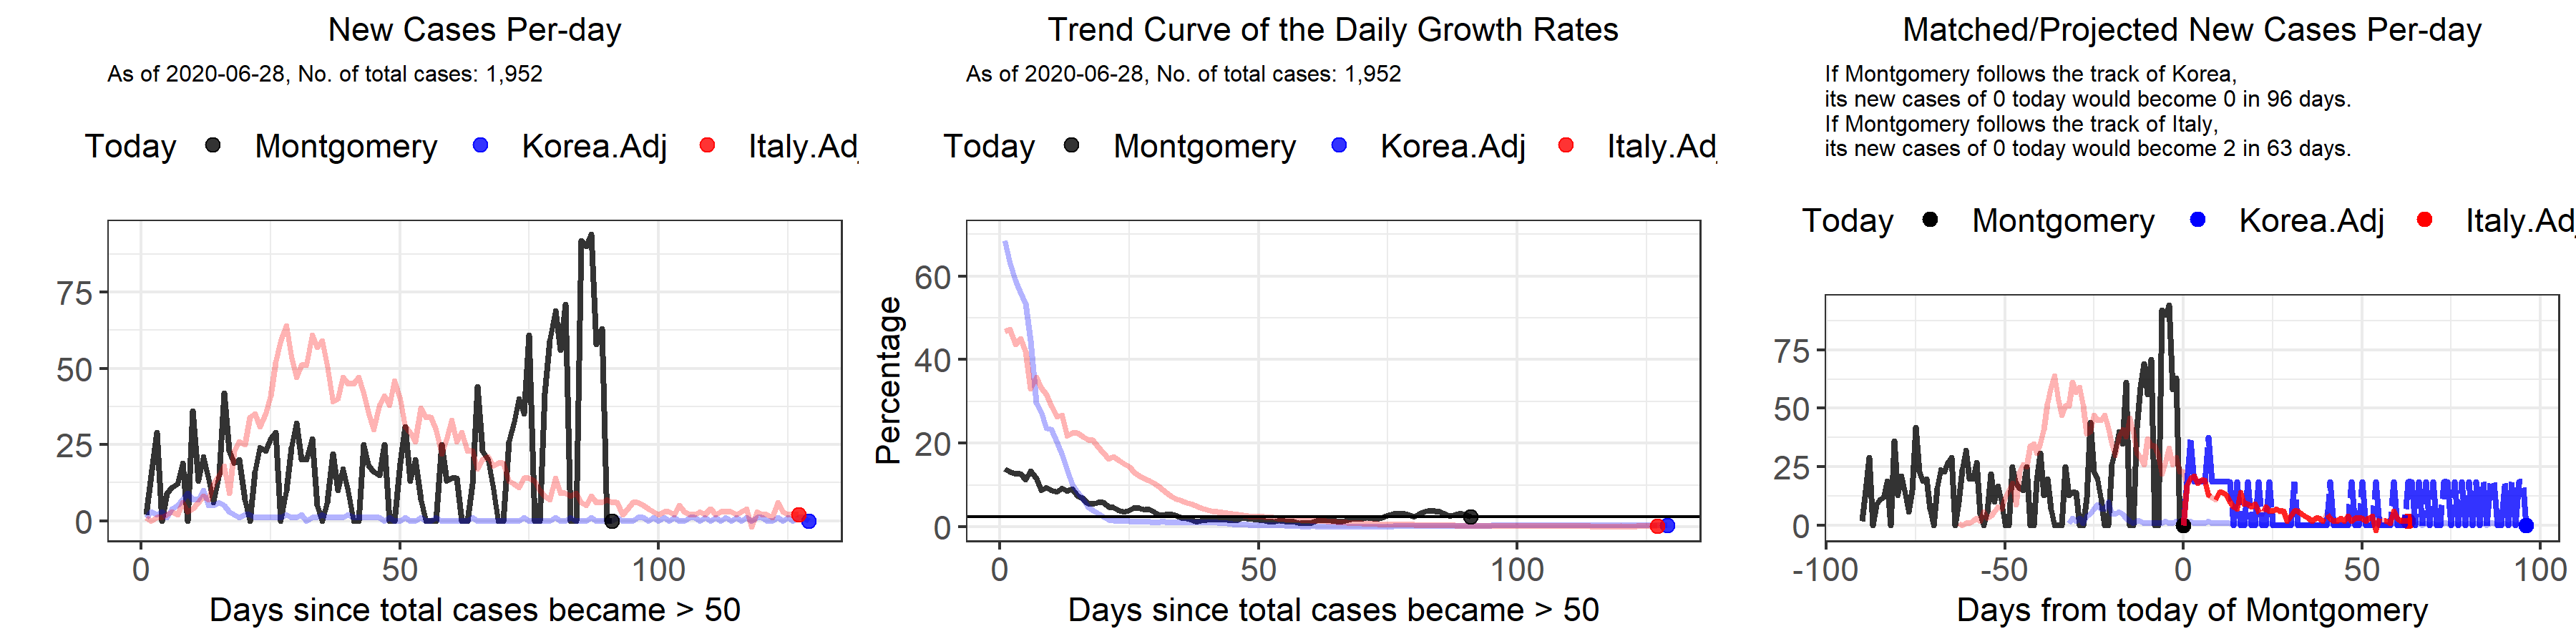 New Cases Per-day
As of 2020-06-28, No. of total cases: 1,952
Today Montgomery Korea.Adj Italy.Ad
75
50
25
0
0 50 100
Days since total cases became > 50
Trend Curve of the Daily Growth Rates
As of 2020-06-28, No. of total cases: 1,952
Today Montgomery Korea.Adj Italy.Ad
Percentage
60
40
20
0
0 50 100
Days since total cases became > 50
Matched/Projected New Cases Per-day
If Montgomery follows the track of Korea,
its new cases of 0 today would become 0 in 96 days.
If Montgomery follows the track of Italy,
its new cases of 0 today would become 2 in 63 days.
Today Montgomery Korea.Adj Italy.Ad
75
50
25
0
-100 -50 0 50 100
Days from today of Montgomery